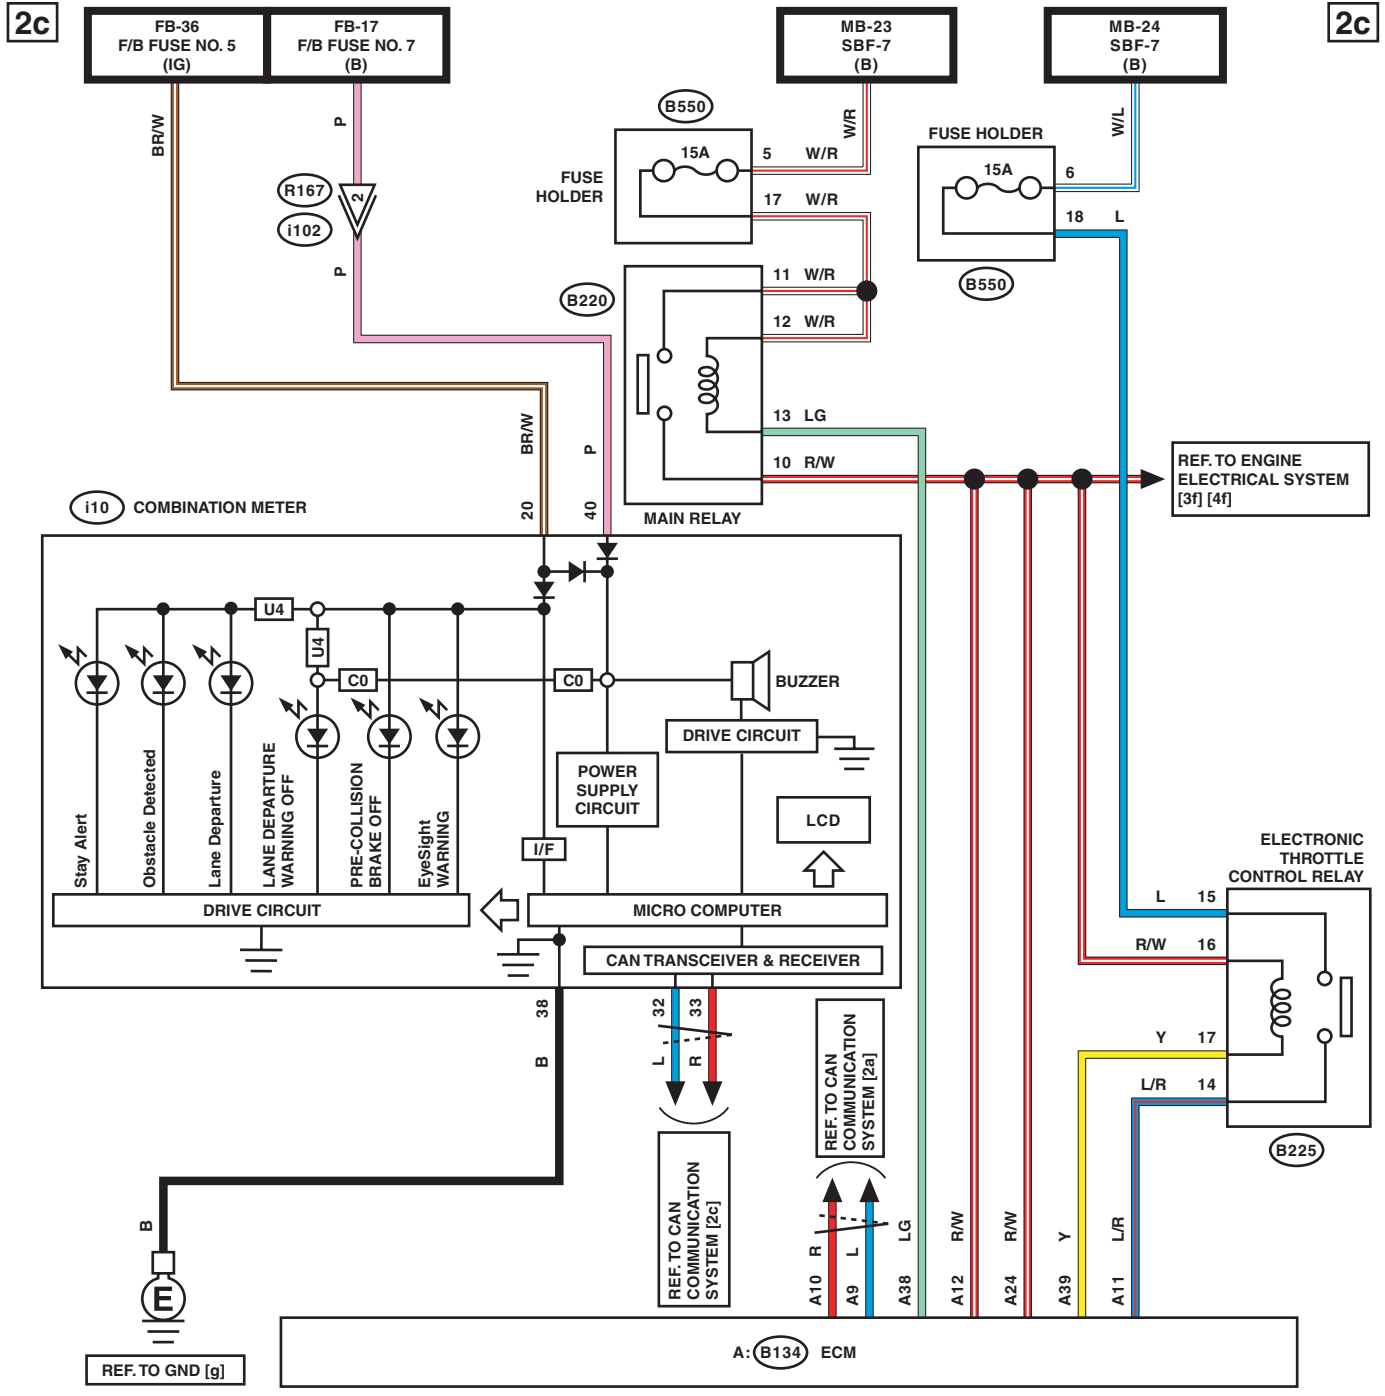 2c
FB-36
F/B FUSE NO. 5
(IG)
FB-17
F/B FUSE NO. 7
(B)
MB-23
SBF-7
(B)
MB-24
SBF-7
(B)
2c
BR/W
P
W/R
W/L
B550
15A
5 W/R
17 W/R
FUSE
HOLDER
FUSE HOLDER
15A
6
18 L
B550
R167
2
i102
P
B220
11 W/R
12 W/R
13 LG
10 R/W
MAIN RELAY
REF. TO ENGINE
ELECTRICAL SYSTEM
[3f] [4f]
BR/W
P
20
40
i10 COMBINATION METER
U4
U4
C0
C0
BUZZER
DRIVE CIRCUIT
POWER
SUPPLY
CIRCUIT
LCD
I/F
Stay Alert
Obstacle Detected
Lane Departure
LANE DEPARTURE
WARNING OFF
PRE-COLLISION
BRAKE OFF
EyeSight
WARNING
DRIVE CIRCUIT
MICRO COMPUTER
CAN TRANSCEIVER & RECEIVER
ELECTRONIC
THROTTLE
CONTROL RELAY
L 15
R/W 16
Y 17
L/R 14
B225
38
B
32
33
L
R
REF. TO CAN
COMMUNICATION
SYSTEM [2c]
REF. TO CAN
COMMUNICATION
SYSTEM [2a]
B
E
REF. TO GND [g]
R
L
LG
R/W
R/W
Y
L/R
A10
A9
A38
A12
A24
A39
A11
A: B134 ECM